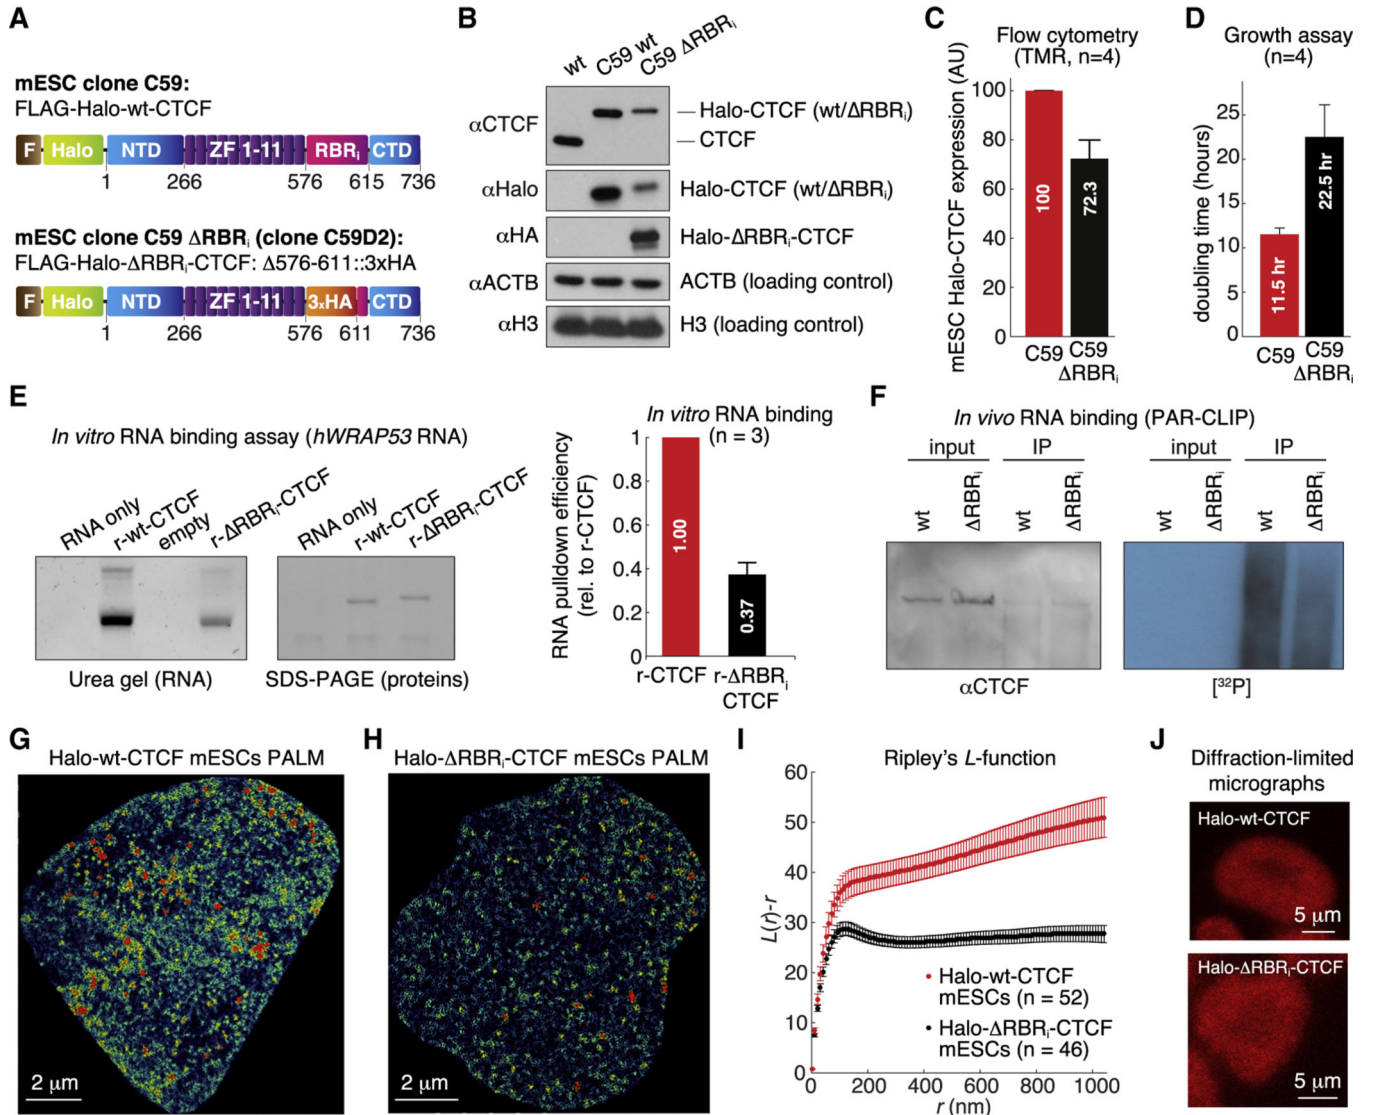 A
mESC clone C59:
FLAG-Halo-wt-CTCF
F Halo NTD ZF 1-11 RBRi CTD
1 266 576 615 736
mESC clone C59 ΔRBRi (clone C59D2):
FLAG-Halo-ΔRBRi-CTCF: Δ576-611::3xHA
F Halo NTD ZF 1-11 3xHA CTD
1 266 576 611 736
B
wt C59 wt C59 ΔRBRi
αCTCF
Halo-CTCF (wt/ΔRBRi)
CTCF
αHalo Halo-CTCF (wt/ΔRBRi)
αHA Halo-ΔRBRi-CTCF
αACTB ACTB (loading control)
αH3 H3 (loading control)
C
Flow cytometry
(TMR, n=4)
mESC Halo-CTCF expression (AU)
100
80
60
40
20
0
100
72.3
C59 C59
ΔRBRi
D
Growth assay
(n=4)
doubling time (hours)
25
20
15
10
5
0
11.5 hr
22.5 hr
C59 C59
ΔRBRi
E
In vitro RNA binding assay (hWRAP53 RNA)
RNA only r-wt-CTCF empty r-ΔRBRi-CTCF
RNA only r-wt-CTCF r-ΔRBRi-CTCF
Urea gel (RNA) SDS-PAGE (proteins)
In vitro RNA binding
(n = 3)
RNA pulldown efficiency
(rel. to r-CTCF)
1
0.8
0.6
0.4
0.2
0
1.00
0.37
r-CTCF r-ΔRBRi
CTCF
F
In vivo RNA binding (PAR-CLIP)
input IP input IP
wt ΔRBRi wt ΔRBRi wt ΔRBRi wt ΔRBRi
αCTCF [32P]
G
Halo-wt-CTCF mESCs PALM
2 μm
H
Halo-ΔRBRi-CTCF mESCs PALM
2 μm
I
Ripley's L-function
L(r)-r
60
50
40
30
20
10
0
Halo-wt-CTCF
mESCs (n = 52)
Halo-ΔRBRi-CTCF
mESCs (n = 46)
0 200 400 600 800 1000
r (nm)
J
Diffraction-limited
micrographs
Halo-wt-CTCF
5 μm
Halo-ΔRBRi-CTCF
5 μm